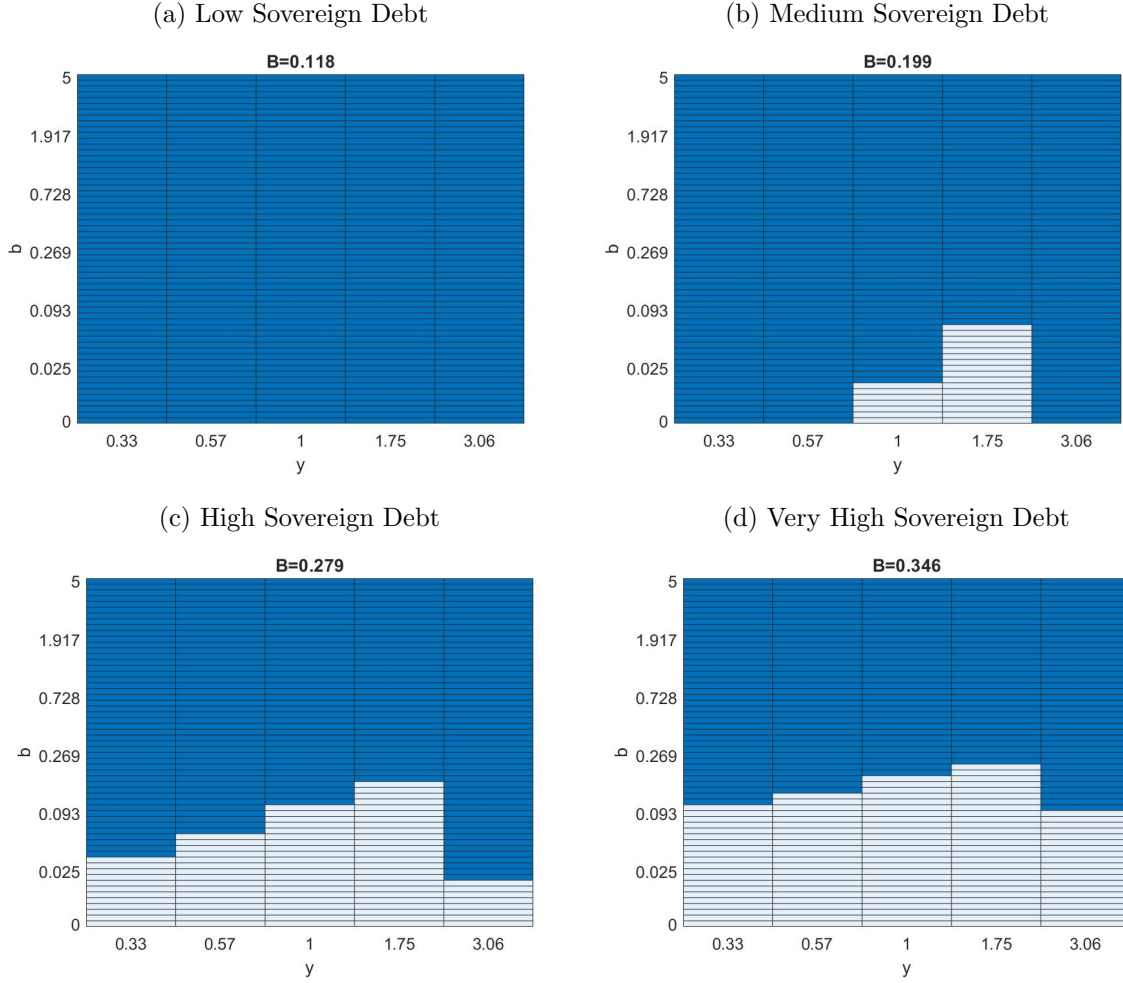 (a) Low Sovereign Debt
B=0.118
5
1.917
0.728
b
0.269
0.093
0.025
0
0.33 0.57 1 1.75 3.06
y
(b) Medium Sovereign Debt
B=0.199
5
1.917
0.728
b
0.269
0.093
0.025
0
0.33 0.57 1 1.75 3.06
y
(c) High Sovereign Debt
B=0.279
5
1.917
0.728
b
0.269
0.093
0.025
0
0.33 0.57 1 1.75 3.06
y
(d) Very High Sovereign Debt
B=0.346
5
1.917
0.728
b
0.269
0.093
0.025
0
0.33 0.57 1 1.75 3.06
y